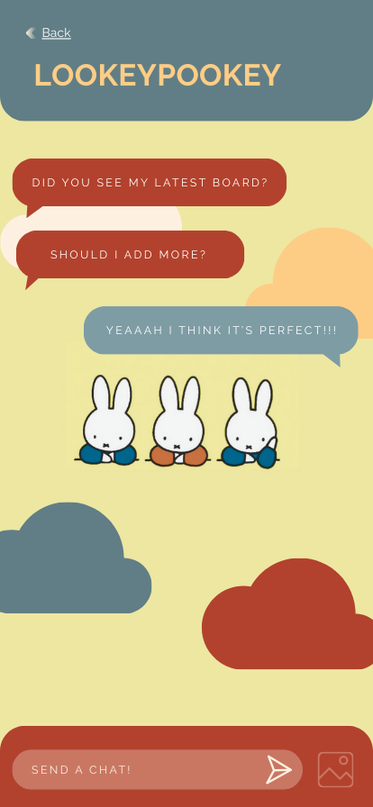 Back
LOOKEYPOOKEY
DID YOU SEE MY LATEST BOARD?
SHOULD I ADD MORE?
YEAAAH I THINK IT'S PERFECT!!!
SEND A CHAT!